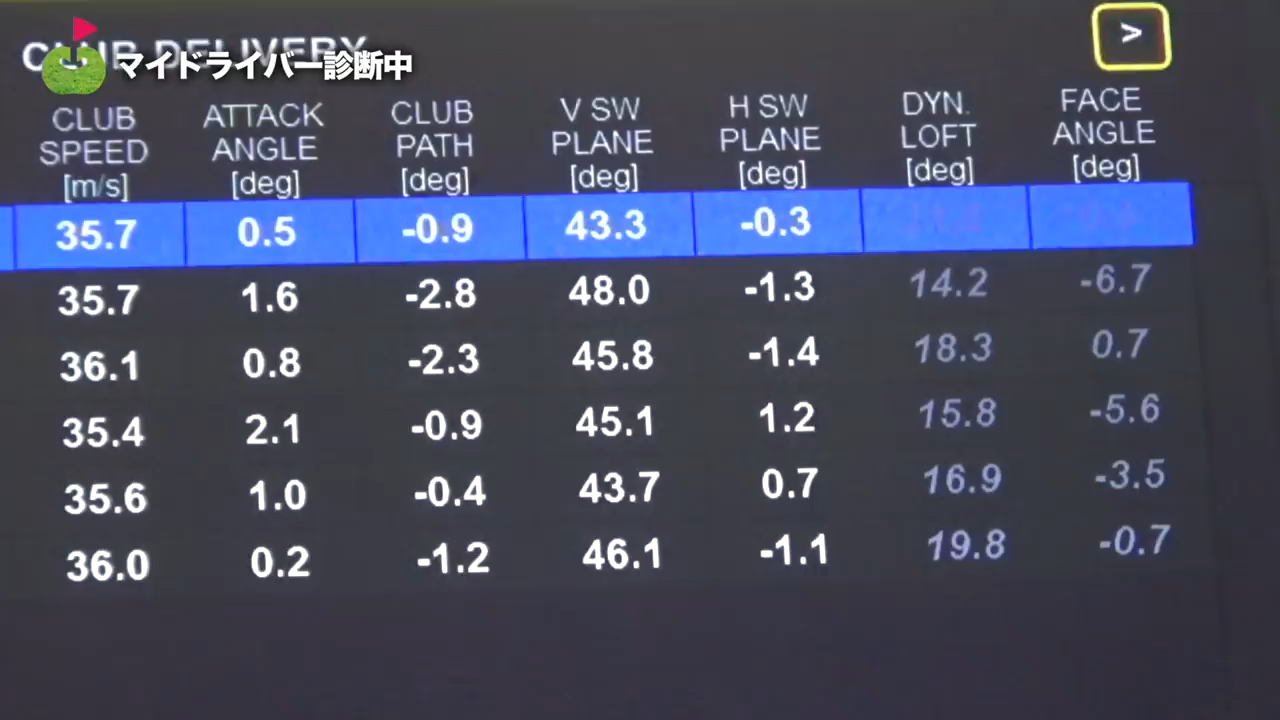 CLUB DELIVERY
マイドライバー診断中
>
CLUB SPEED [m/s] ATTACK ANGLE [deg] CLUB PATH [deg] V SW PLANE [deg] H SW PLANE [deg] DYN. LOFT [deg] FACE ANGLE [deg]
35.7 0.5 -0.9 43.3 -0.3
35.7 1.6 -2.8 48.0 -1.3 14.2 -6.7
36.1 0.8 -2.3 45.8 -1.4 18.3 0.7
35.4 2.1 -0.9 45.1 1.2 15.8 -5.6
35.6 1.0 -0.4 43.7 0.7 16.9 -3.5
36.0 0.2 -1.2 46.1 -1.1 19.8 -0.7